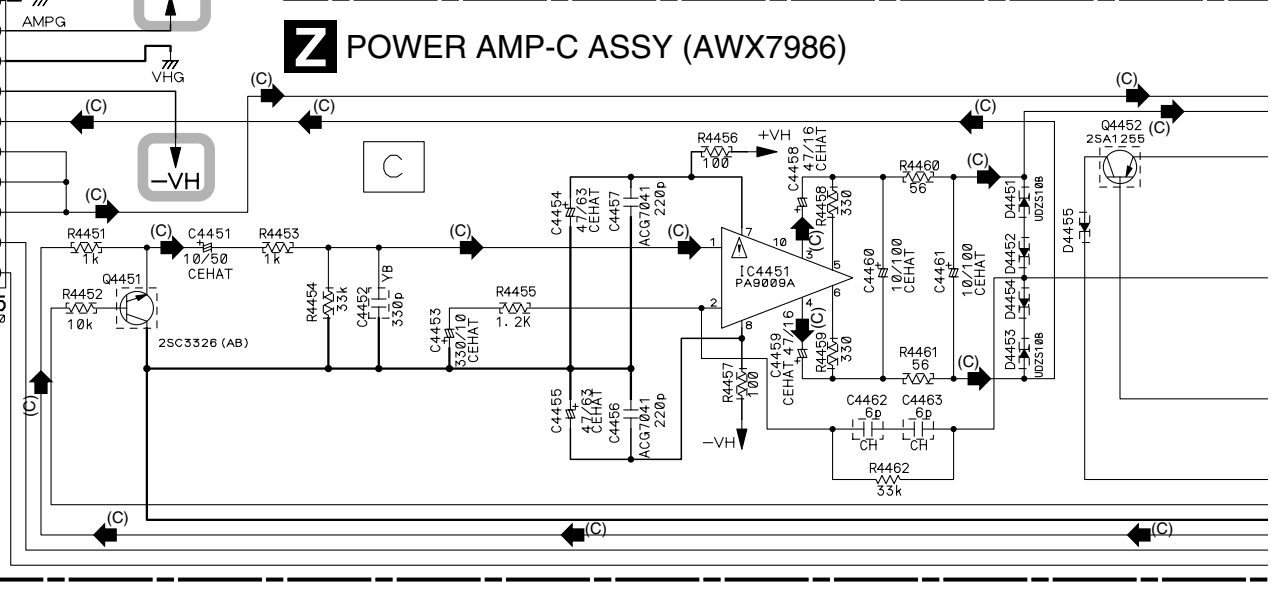 AMPG
Z POWER AMP-C ASSY (AWX7986)
VHG
(C)
(C)
(C)
(C)
(C)
(C)
−VH
C
R4456
100
+VH
C4458
47/16
CEHAT
Q4452
2SA1255
(C)
(C)
R4460
56
(C)
R4451
1k
(C)
C4451
10/50
CEHAT
R4453
1k
(C)
C4454
47/63
CEHAT
C4457
ACG7041
220p
(C)
R4458
330
(C)
D4451
UDZS10B
D4455
Q4451
R4452
10k
2SC3326 (AB)
R4454
33k
C4452
330p
YB
C4453
330/10
CEHAT
R4455
1.2K
1
2
7
8
10
3
4
5
6
IC4451
PA9009A
C4460
10/100
CEHAT
C4461
10/100
CEHAT
D4452
D4454
D4453
UDZS10B
(C)
C4459
CEHAT 47/16
R4459
330
R4461
56
(C)
(C)
C4455
47/63
CEHAT
C4456
ACG7041
220p
R4457
100
−VH
C4462
6p
CH
C4463
6p
CH
R4462
33k
(C)
(C)
(C)